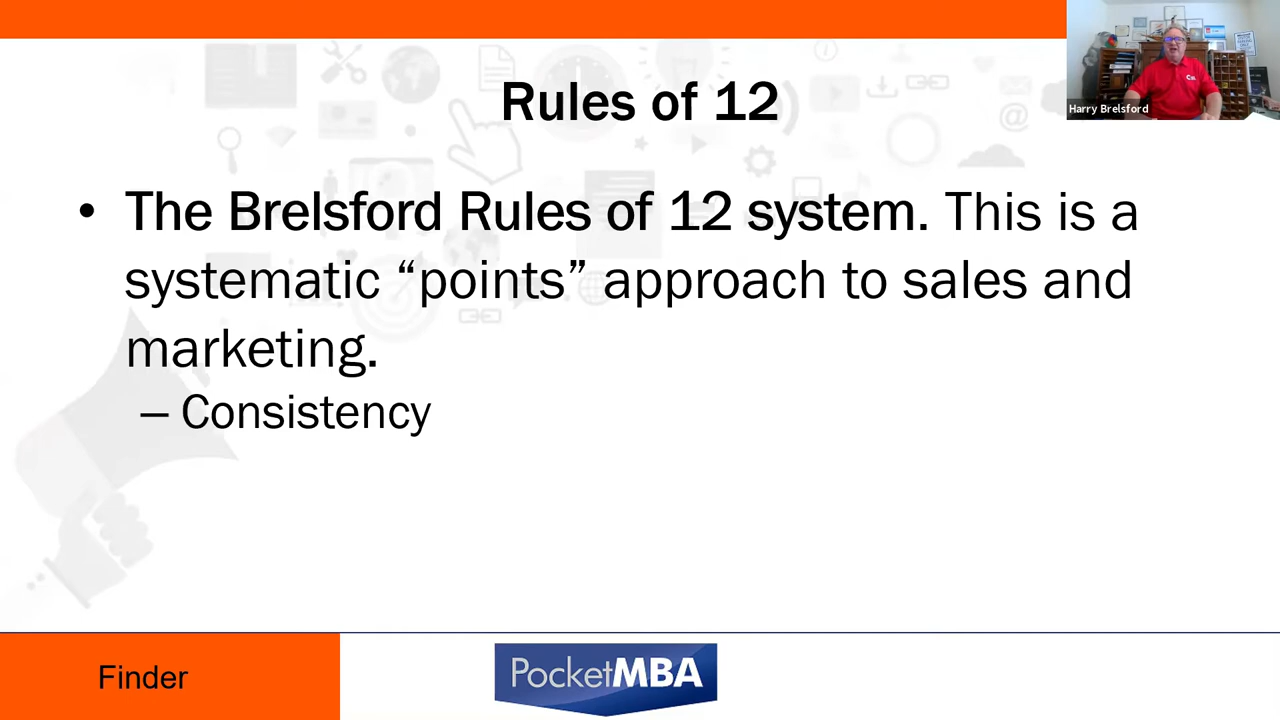 Rules of 12
Harry Brelsford
• The Brelsford Rules of 12 system. This is a
systematic “points” approach to sales and
marketing.
– Consistency
Finder
PocketMBA